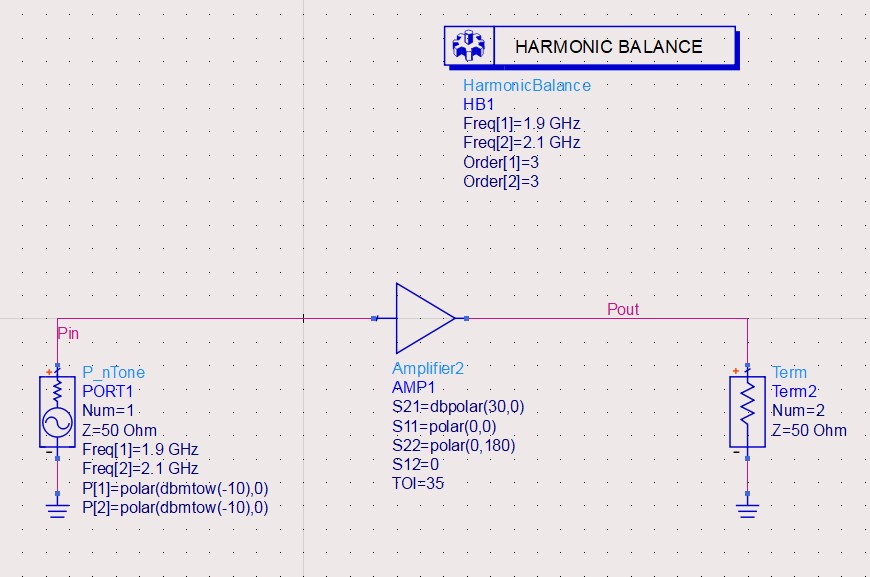 HARMONIC BALANCE
HarmonicBalance
HB1
Freq[1]=1.9 GHz
Freq[2]=2.1 GHz
Order[1]=3
Order[2]=3
Pin
Pout
P_nTone
PORT1
Num=1
Z=50 Ohm
Freq[1]=1.9 GHz
Freq[2]=2.1 GHz
P[1]=polar(dbmtow(-10),0)
P[2]=polar(dbmtow(-10),0)
Amplifier2
AMP1
S21=dbpolar(30,0)
S11=polar(0,0)
S22=polar(0,180)
S12=0
TOI=35
Term
Term2
Num=2
Z=50 Ohm